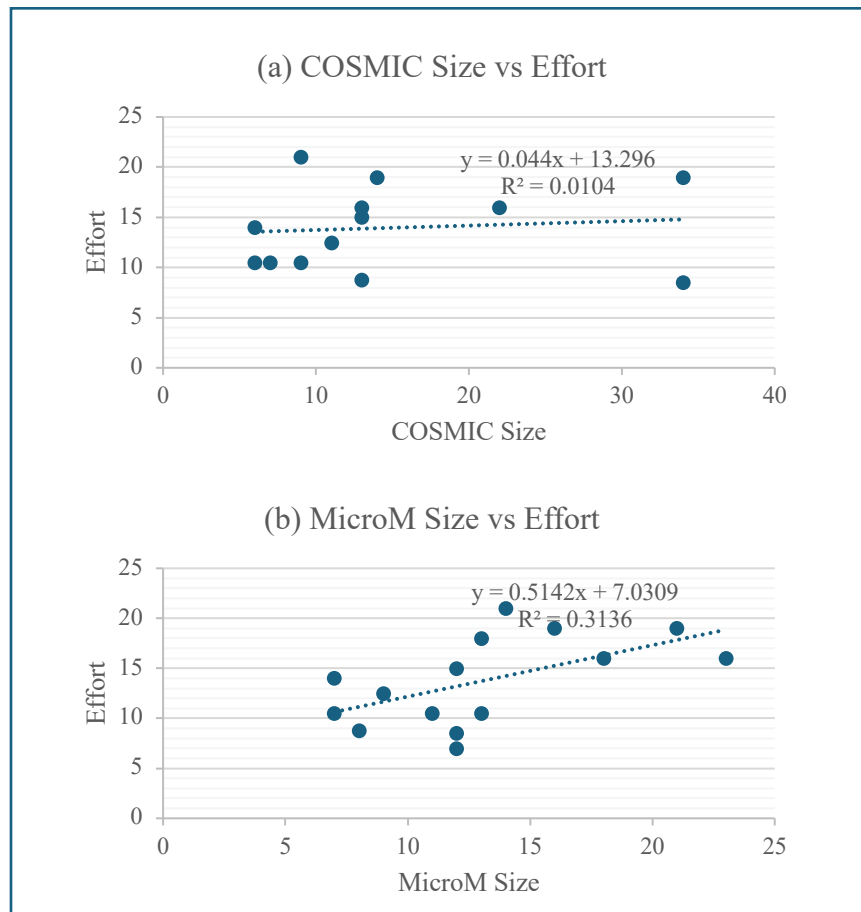 (a) COSMIC Size vs Effort
25
20
15
10
5
0
Effort
y = 0.044x + 13.296
R² = 0.0104
0 10 20 30 40
COSMIC Size
(b) MicroM Size vs Effort
25
20
15
10
5
0
Effort
y = 0.5142x + 7.0309
R² = 0.3136
0 5 10 15 20 25
MicroM Size